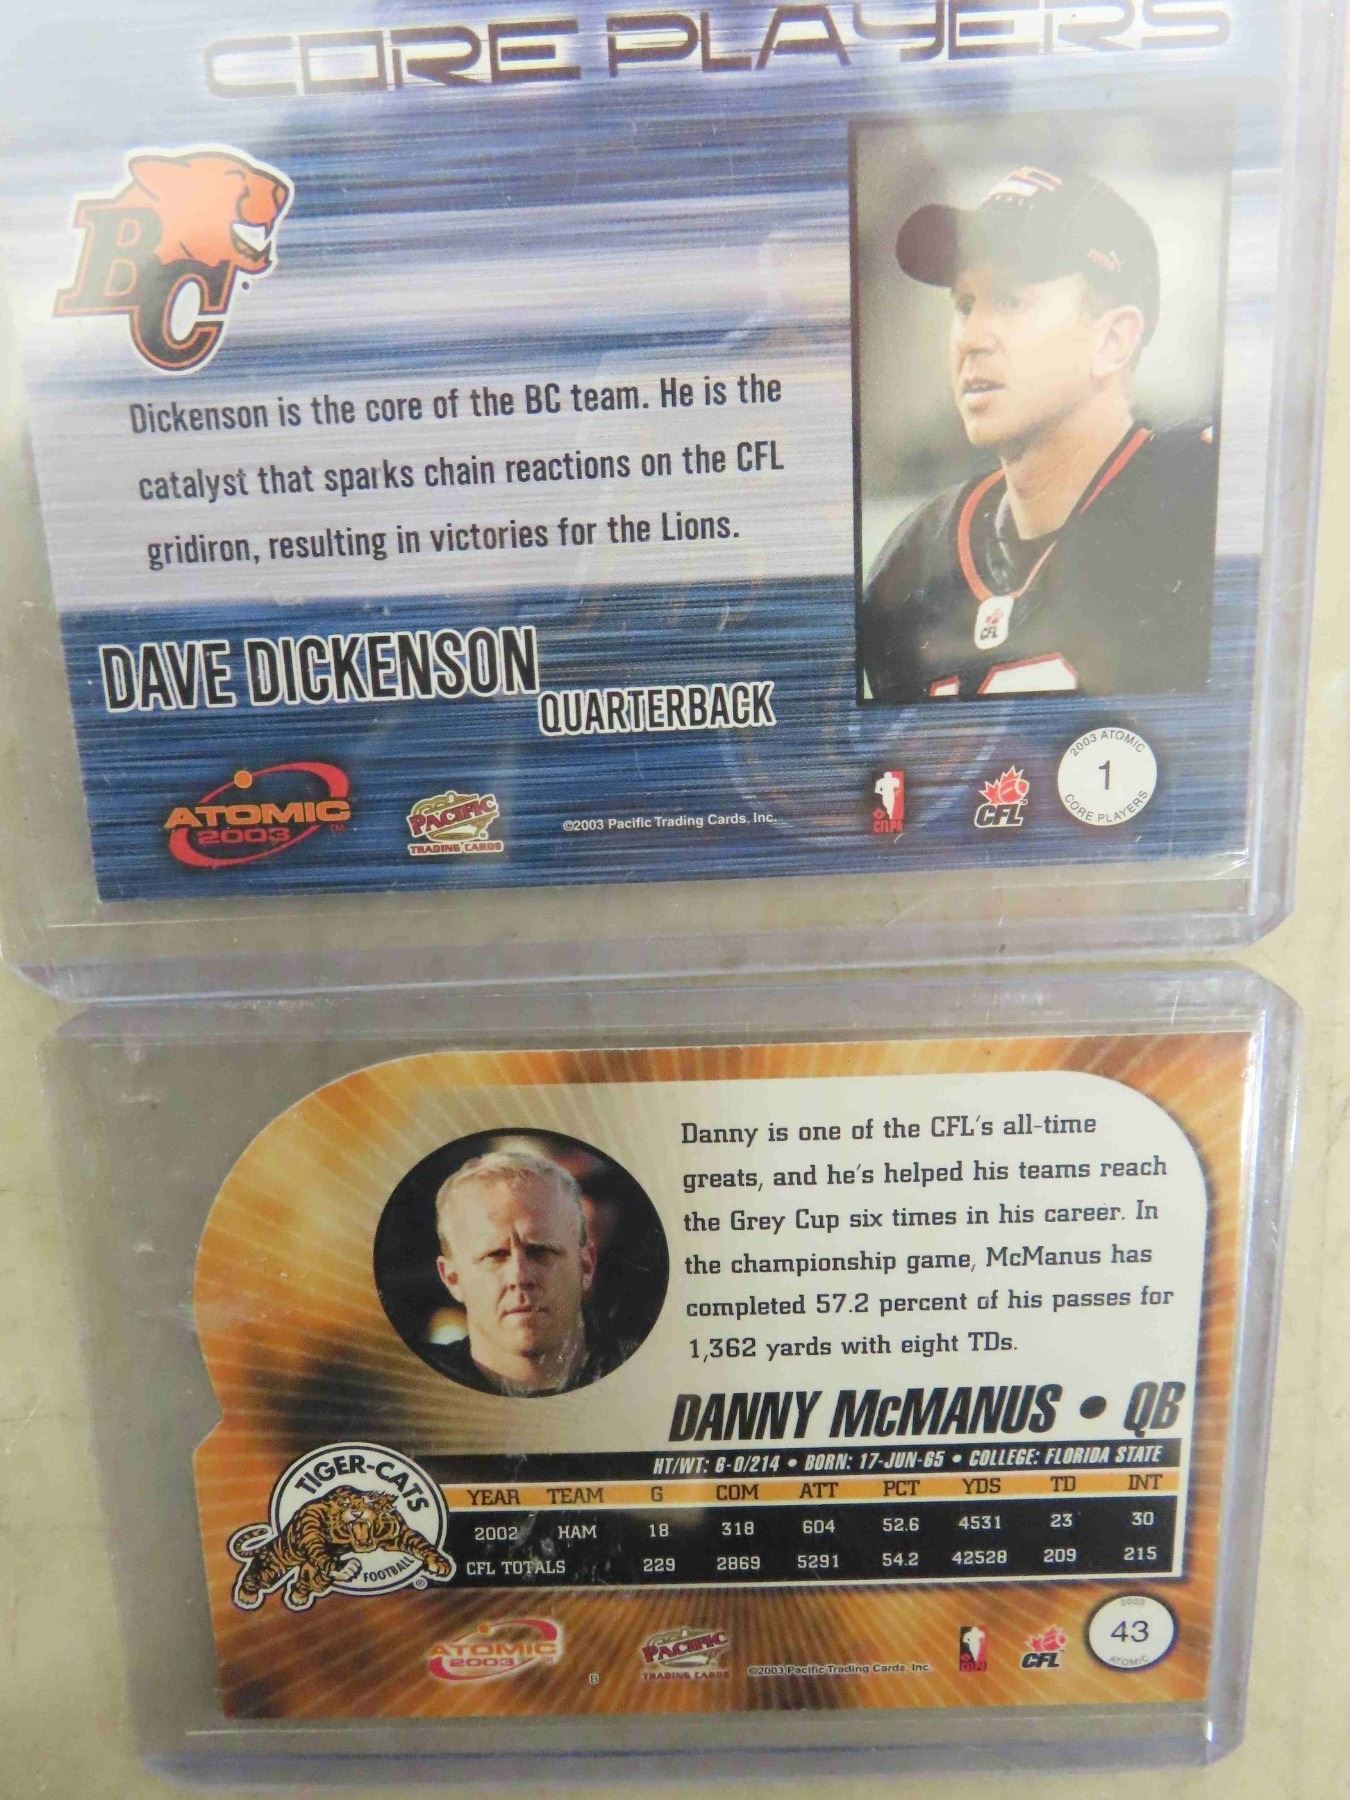 CORE PLAYERS
BC
Dickenson is the core of the BC team. He is the
catalyst that sparks chain reactions on the CFL
gridiron, resulting in victories for the Lions.
CFL
DAVE DICKENSON
QUARTERBACK
ATOMIC
2003 TM
PACIFIC
TRADING CARDS
©2003 Pacific Trading Cards, Inc.
CFLPA
CFL
2003 ATOMIC
1
CORE PLAYERS
Danny is one of the CFL's all-time
greats, and he's helped his teams reach
the Grey Cup six times in his career. In
the championship game, McManus has
completed 57.2 percent of his passes for
1,362 yards with eight TDs.
DANNY McMANUS • QB
HT/WT: 6-0/214 • BORN: 17-JUN-65 • COLLEGE: FLORIDA STATE
YEAR TEAM G COM ATT PCT YDS TD INT
2002 HAM 18 318 604 52.6 4531 23 30
CFL TOTALS 229 2869 5291 54.2 42528 209 215
TIGER-CATS
FOOTBALL ®
ATOMIC
2003 TM
B
PACIFIC
TRADING CARDS
©2003 Pacific Trading Cards, Inc.
CFLPA
CFL
2003
43
ATOMIC